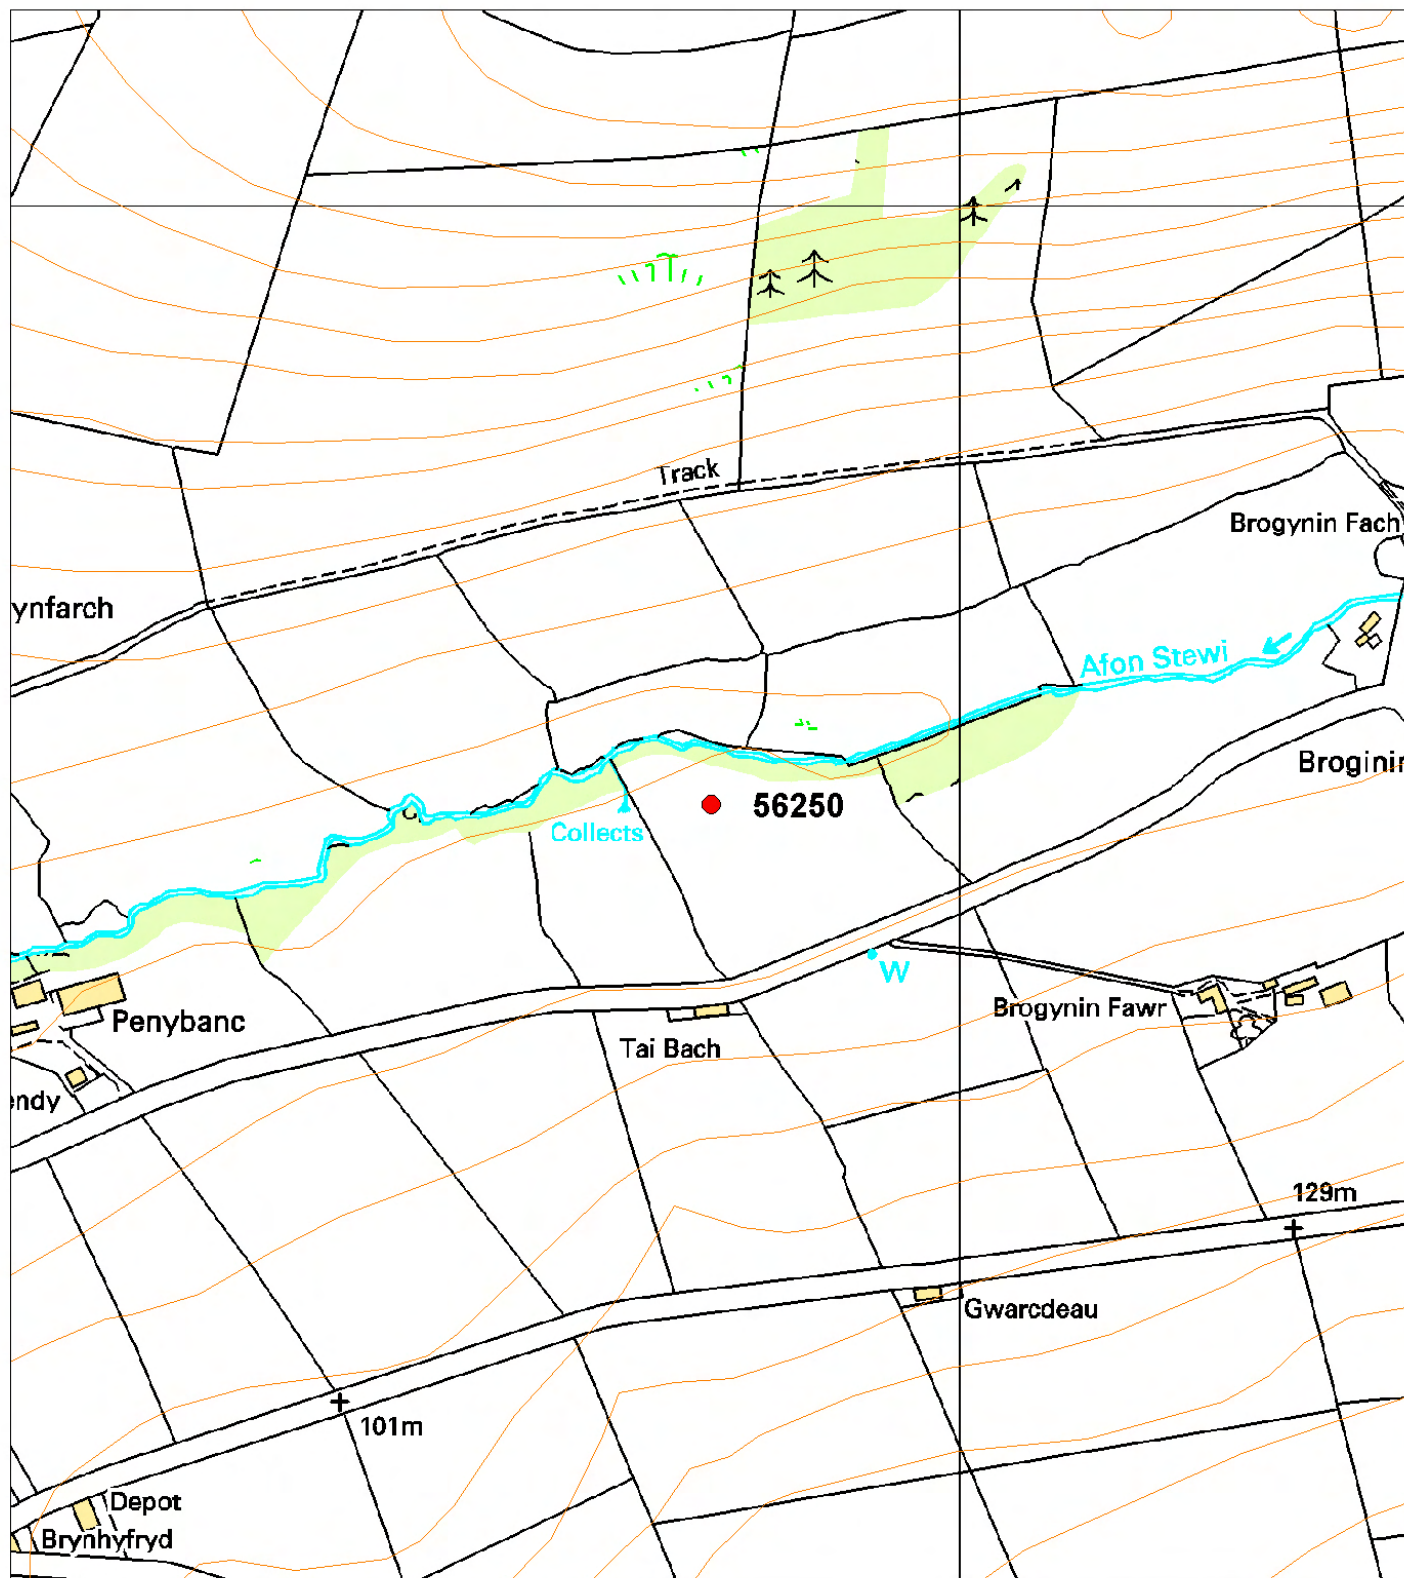 Track
Brogynin Fach
ynfarch
Afon Stewi
Broginin
56250
Collects
W
Brogynin Fawr
Penybanc
Tai Bach
endy
129m
Gwarcdeau
101m
Depot
Brynhyfryd